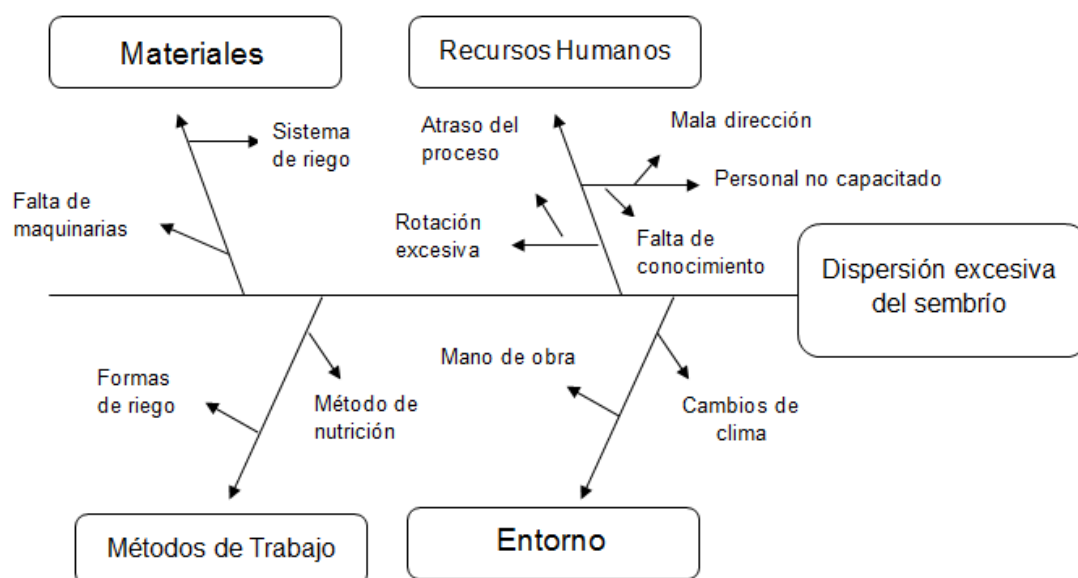 Materiales
Recursos Humanos
Sistema
de riego
Falta de
maquinarias
Atraso del
proceso
Mala dirección
Personal no capacitado
Rotación
excesiva
Falta de
conocimiento
Dispersión excesiva
del sembrío
Formas
de riego
Método de
nutrición
Mano de obra
Cambios de
clima
Métodos de Trabajo
Entorno